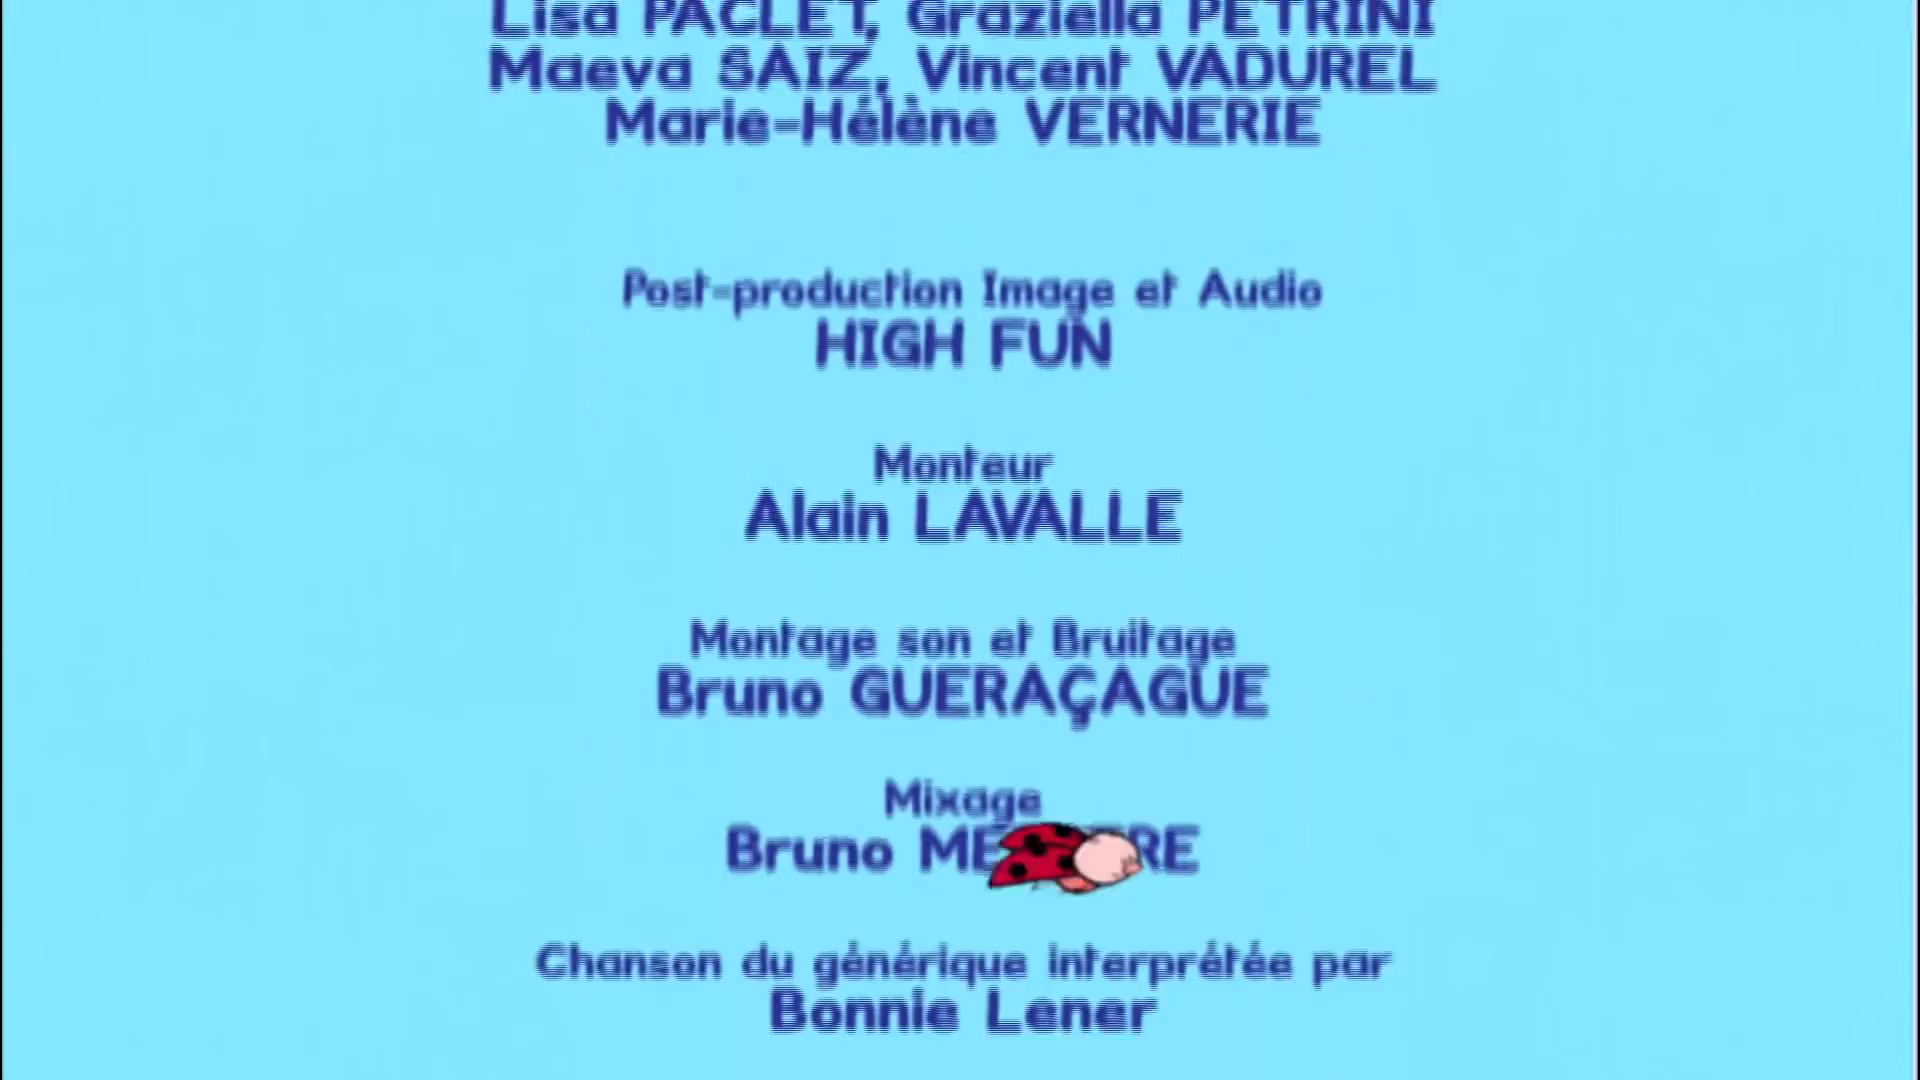 Lisa PACLET, Graziella PETRINI
Maeva SAIZ, Vincent VADUREL
Marie-Hélène VERNERIE
Post-production Image et Audio
HIGH FUN
Monteur
Alain LAVALLE
Montage son et Bruitage
Bruno GUERAÇAGUE
Mixage
Bruno
Chanson du générique interprétée par
Bonnie Lener